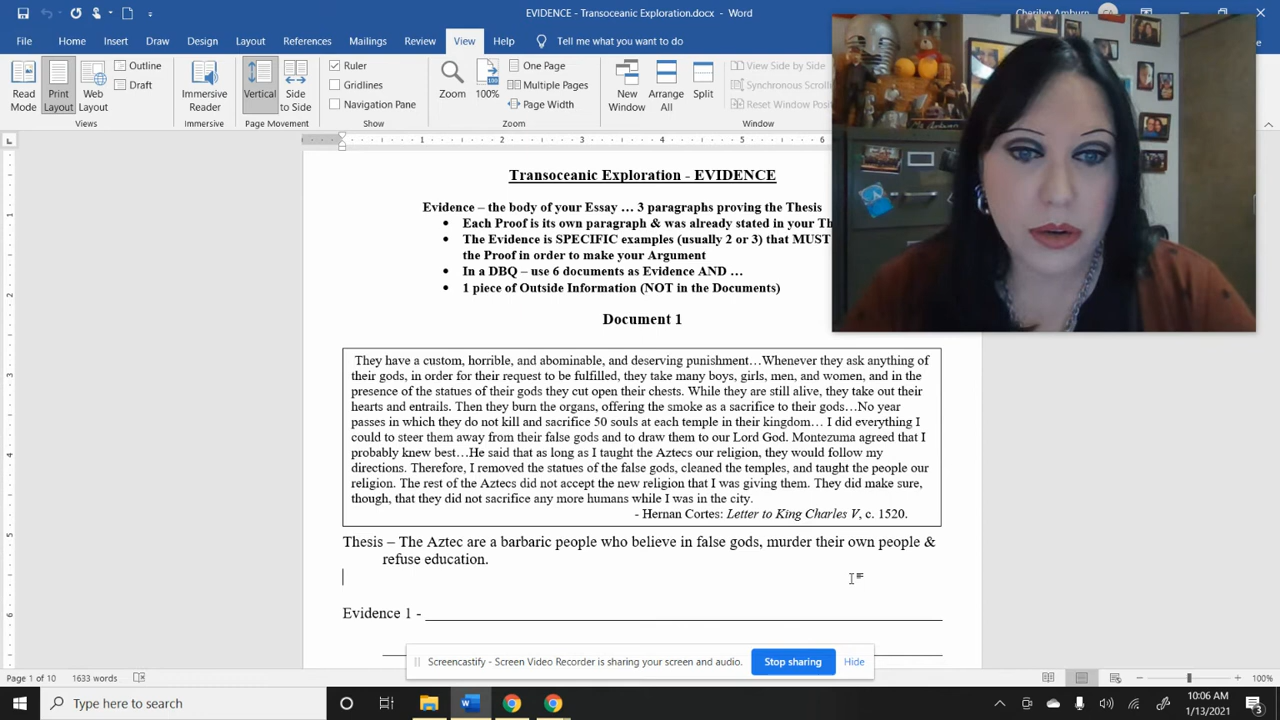 EVIDENCE - Transoceanic Exploration.docx - Word
Cherilyn Amburg
File Home Insert Draw Design Layout References Mailings Review View Help Tell me what you want to do
Read Mode
Print Layout
Web Layout
Outline
Draft
Views
Immersive Reader
Immersive
Vertical
Side to Side
Page Movement
Ruler
Gridlines
Navigation Pane
Show
Zoom
100%
One Page
Multiple Pages
Page Width
Zoom
New Window
Arrange All
Split
View Side by Side
Synchronous Scrolling
Reset Window Posit
Window
1 2 3 4 5 6
Transoceanic Exploration - EVIDENCE
Evidence – the body of your Essay … 3 paragraphs proving the Thesis
• Each Proof is its own paragraph & was already stated in your Th
• The Evidence is SPECIFIC examples (usually 2 or 3) that MUST
the Proof in order to make your Argument
• In a DBQ – use 6 documents as Evidence AND …
• 1 piece of Outside Information (NOT in the Documents)
Document 1
They have a custom, horrible, and abominable, and deserving punishment…Whenever they ask anything of
their gods, in order for their request to be fulfilled, they take many boys, girls, men, and women, and in the
presence of the statues of their gods they cut open their chests. While they are still alive, they take out their
hearts and entrails. Then they burn the organs, offering the smoke as a sacrifice to their gods…No year
passes in which they do not kill and sacrifice 50 souls at each temple in their kingdom… I did everything I
could to steer them away from their false gods and to draw them to our Lord God. Montezuma agreed that I
probably knew best…He said that as long as I taught the Aztecs our religion, they would follow my
directions. Therefore, I removed the statues of the false gods, cleaned the temples, and taught the people our
religion. The rest of the Aztecs did not accept the new religion that I was giving them. They did make sure,
though, that they did not sacrifice any more humans while I was in the city.
- Hernan Cortes: Letter to King Charles V, c. 1520.
Thesis – The Aztec are a barbaric people who believe in false gods, murder their own people &
refuse education.
Evidence 1 -
Screencastify - Screen Video Recorder is sharing your screen and audio. Stop sharing Hide
Page 1 of 10 1633 words 100%
Type here to search
10:06 AM
1/13/2021
3